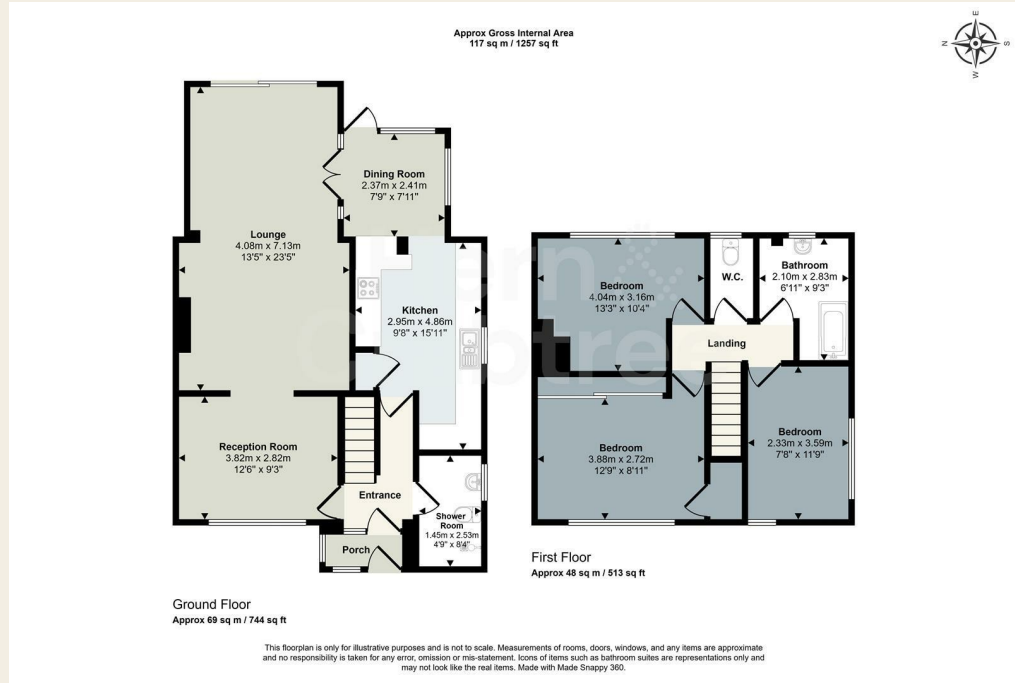 Approx Gross Internal Area
117 sq m / 1257 sq ft
N
E
S
W
Dining Room
2.37m x 2.41m
7'9" x 7'11"
Lounge
4.08m x 7.13m
13'5" x 23'5"
Kitchen
2.95m x 4.86m
9'8" x 15'11"
Reception Room
3.82m x 2.82m
12'6" x 9'3"
Entrance
Shower
Room
1.45m x 2.53m
4'9" x 8'4"
Porch
Ground Floor
Approx 69 sq m / 744 sq ft
Bedroom
4.04m x 3.16m
13'3" x 10'4"
W.C.
Bathroom
2.10m x 2.83m
6'11" x 9'3"
Landing
Bedroom
3.88m x 2.72m
12'9" x 8'11"
Bedroom
2.33m x 3.59m
7'8" x 11'9"
First Floor
Approx 48 sq m / 513 sq ft
This floorplan is only for illustrative purposes and is not to scale. Measurements of rooms, doors, windows, and any items are approximate
and no responsibility is taken for any error, omission or mis-statement. Icons of items such as bathroom suites are representations only and
may not look like the real items. Made with Made Snappy 360.